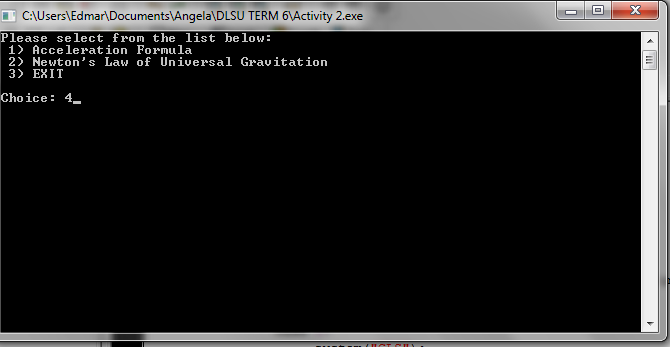 C:\Users\Edmar\Documents\Angela\DLSU TERM 6\Activity 2.exe
Please select from the list below:
1) Acceleration Formula
2) Newton's Law of Universal Gravitation
3) EXIT
Choice: 4_